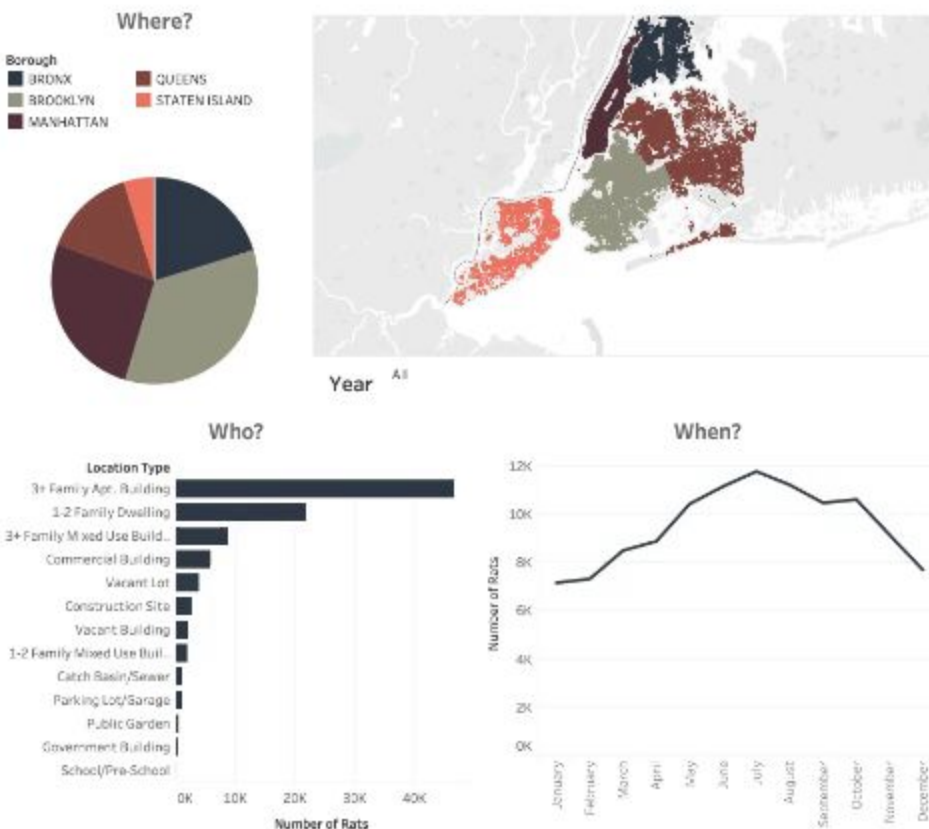 Where?
Borough
BRONX
QUEENS
BROOKLYN
STATEN ISLAND
MANHATTAN
Year
All
Who?
Location Type
3+ Family Apt. Building
1-2 Family Dwelling
3+ Family Mixed Use Build..
Commercial Building
Vacant Lot
Construction Site
Vacant Building
1-2 Family Mixed Use Buil..
Catch Basin/Sewer
Parking Lot/Garage
Public Garden
Government Building
School/Pre-School
0K 10K 20K 30K 40K
Number of Rats
When?
12K
10K
8K
6K
4K
2K
0K
Number of Rats
January
February
March
April
May
June
July
August
September
October
November
December